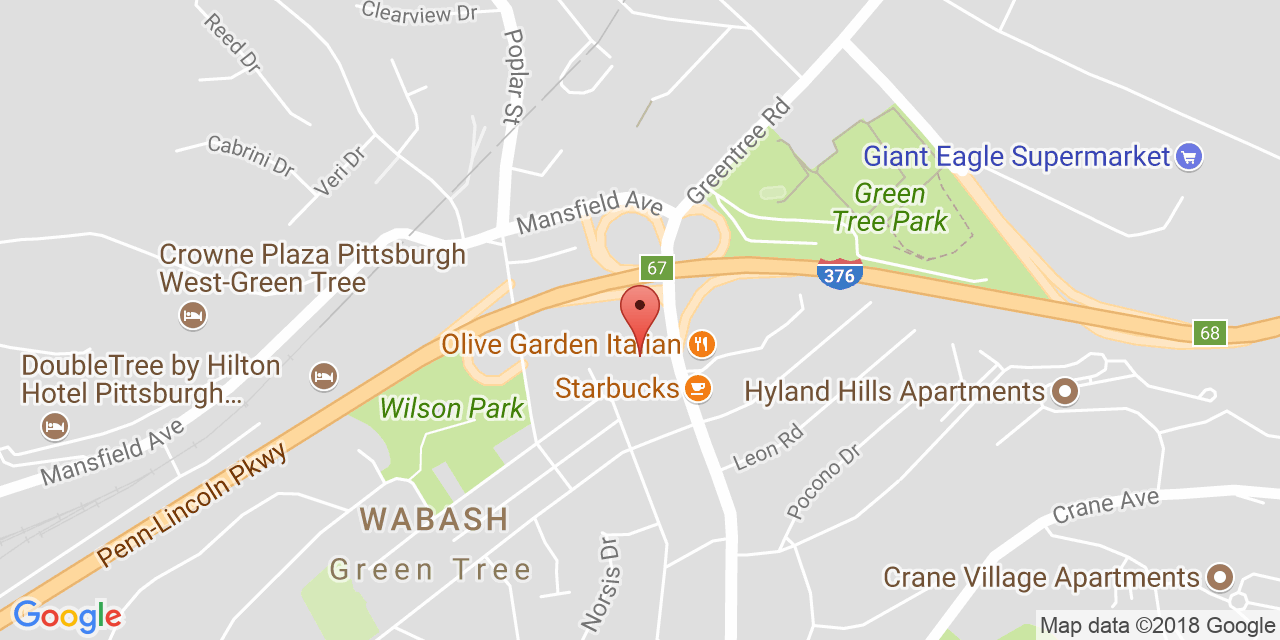 Clearview Dr
Reed Dr
Poplar St
Greentree Rd
Cabrini Dr
Veri Dr
Giant Eagle Supermarket
Mansfield Ave
Green
Tree Park
Crowne Plaza Pittsburgh
West-Green Tree
67
376
68
Olive Garden Italian
DoubleTree by Hilton
Hotel Pittsburgh...
Starbucks
Hyland Hills Apartments
Wilson Park
Mansfield Ave
Penn-Lincoln Pkwy
Leon Rd
Pocono Dr
WABASH
Crane Ave
Green Tree
Norsis Dr
Crane Village Apartments
Google
Map data ©2018 Google